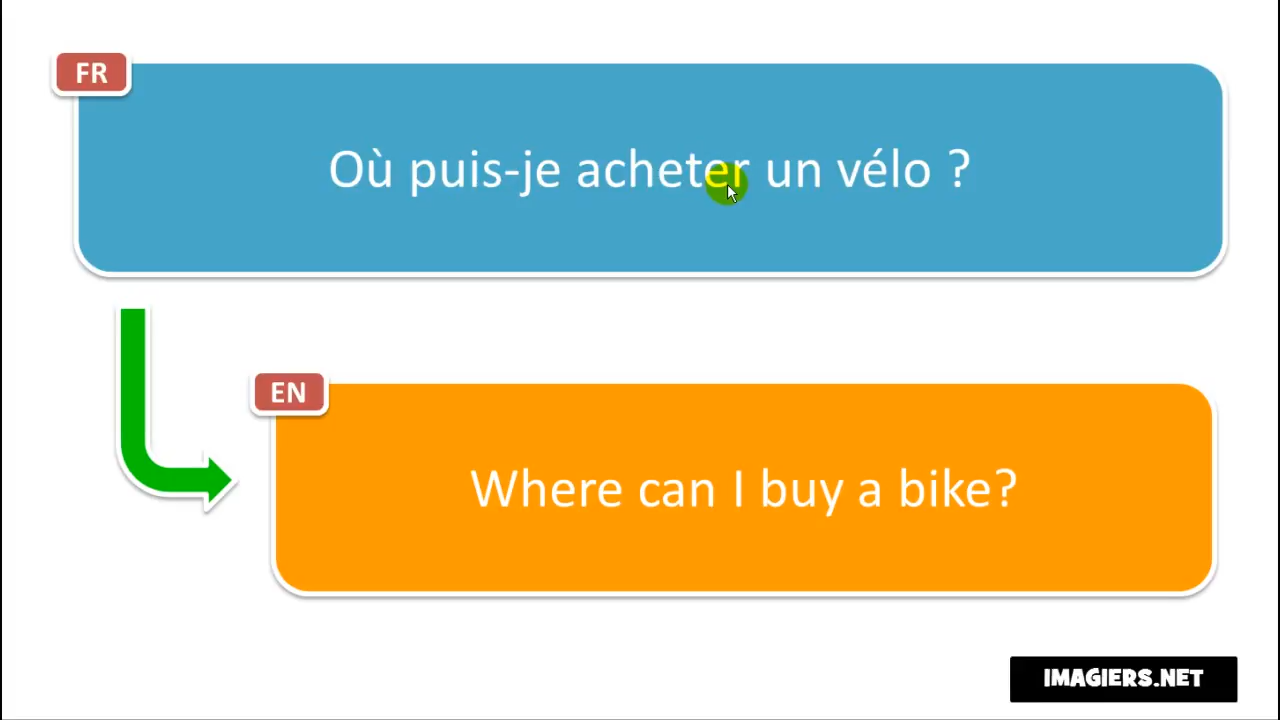 FR
Où puis-je acheter un vélo ?
EN
Where can I buy a bike?
IMAGIERS.NET